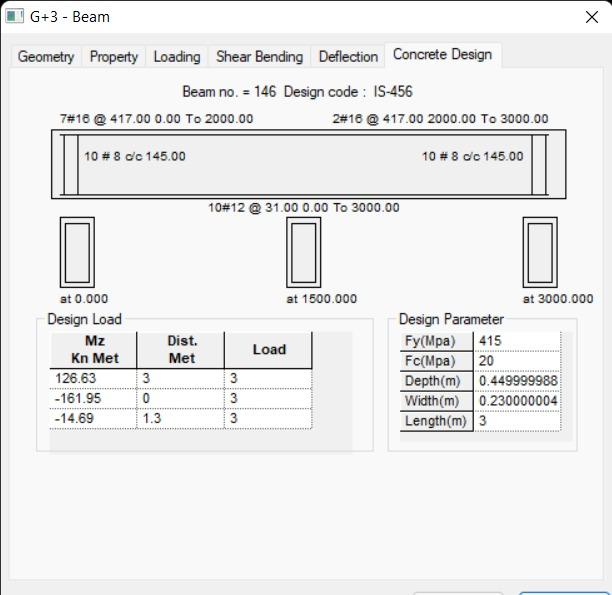 G+3 - Beam
Geometry Property Loading Shear Bending Deflection Concrete Design
Beam no. = 146 Design code : IS-456
7#16 @ 417.00 0.00 To 2000.00 2#16 @ 417.00 2000.00 To 3000.00
10 # 8 c/c 145.00 10 # 8 c/c 145.00
10#12 @ 31.00 0.00 To 3000.00
at 0.000 at 1500.000 at 3000.000
Design Load
Mz Dist. Load
Kn Met Met
126.63 3 3
-161.95 0 3
-14.69 1.3 3
Design Parameter
Fy(Mpa) 415
Fc(Mpa) 20
Depth(m) 0.449999988
Width(m) 0.230000004
Length(m) 3